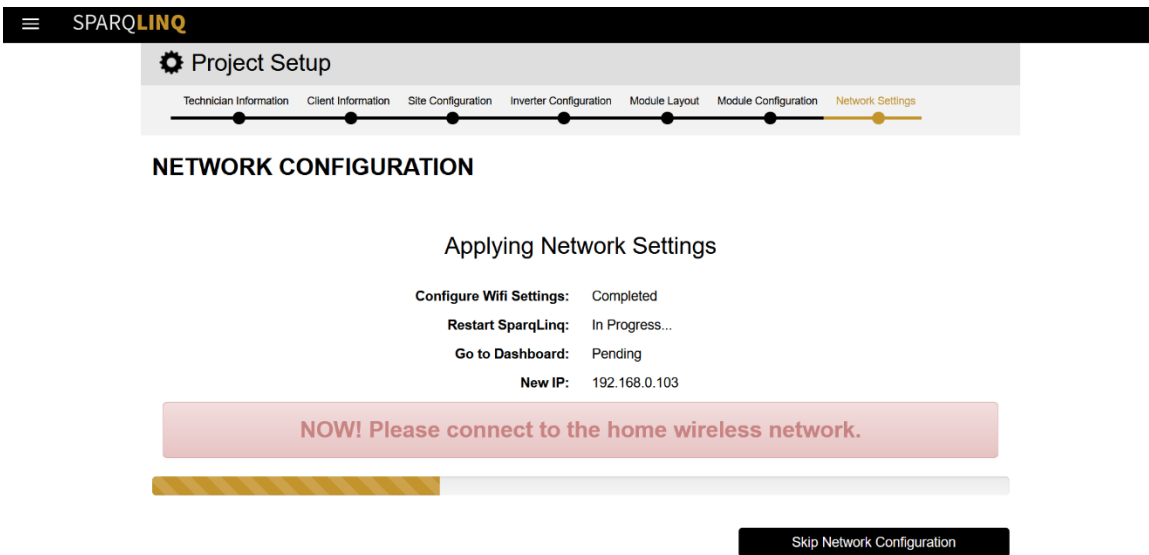 SPARQLINQ
Project Setup
Technician Information Client Information Site Configuration Inverter Configuration Module Layout Module Configuration Network Settings
NETWORK CONFIGURATION
Applying Network Settings
Configure Wifi Settings: Completed
Restart SparqLinq: In Progress...
Go to Dashboard: Pending
New IP: 192.168.0.103
NOW! Please connect to the home wireless network.
Skip Network Configuration